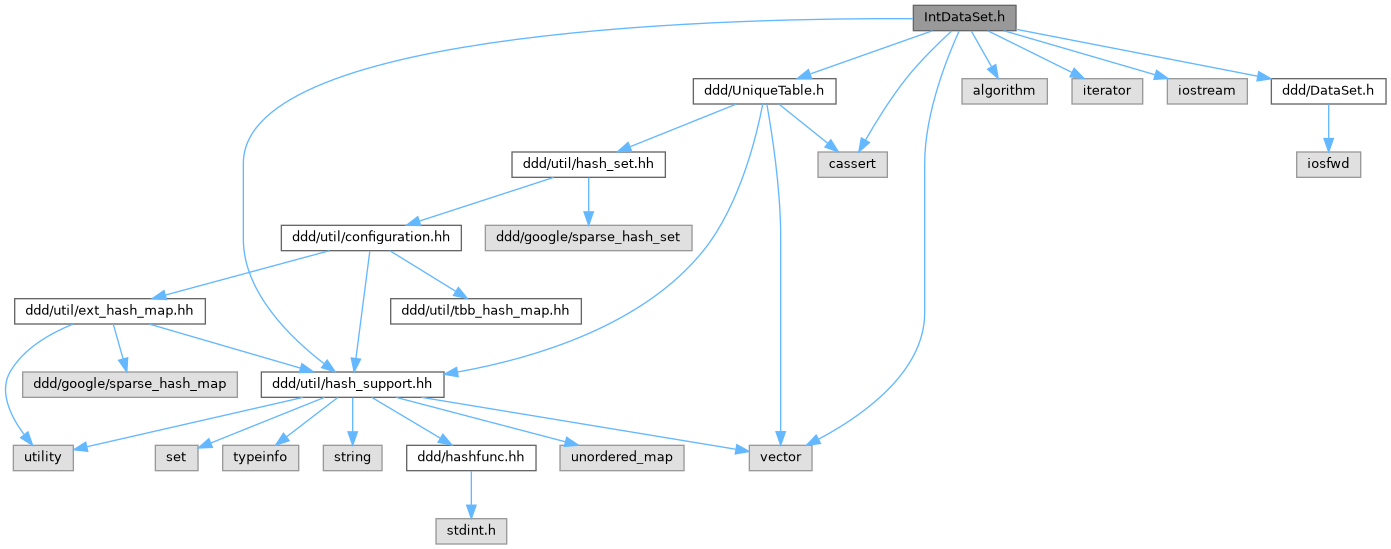 IntDataSet.h
ddd/UniqueTable.h
algorithm
iterator
iostream
ddd/DataSet.h
ddd/util/hash_set.hh
cassert
iosfwd
ddd/util/configuration.hh
ddd/google/sparse_hash_set
ddd/util/ext_hash_map.hh
ddd/util/tbb_hash_map.hh
ddd/google/sparse_hash_map
ddd/util/hash_support.hh
utility
set
typeinfo
string
ddd/hashfunc.hh
unordered_map
vector
stdint.h